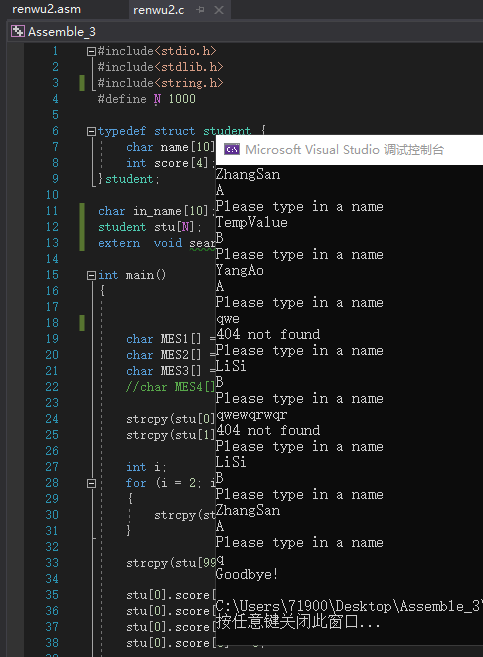 renwu2.asm renwu2.c
Assemble_3
1 #include<stdio.h>
2 #include<stdlib.h>
3 #include<string.h>
4 #define N 1000
5
6 typedef struct student {
7 char name[10]
8 int score[4];
9 }student;
10
11 char in_name[10];
12 student stu[N];
13 extern void sear
14
15 int main()
16 {
17
18
19 char MES1[] =
20 char MES2[] =
21 char MES3[] =
22 //char MES4[]
23
24 strcpy(stu[0]
25 strcpy(stu[1]
26
27 int i;
28 for (i = 2; i
29 {
30 strcpy(st
31 }
32
33 strcpy(stu[99
34
35 stu[0].score[
36 stu[0].score[
37 stu[0].score[
38
Microsoft Visual Studio 调试控制台
ZhangSan
A
Please type in a name
TempValue
B
Please type in a name
YangAo
A
Please type in a name
qwe
404 not found
Please type in a name
LiSi
B
Please type in a name
qwewqrwqr
404 not found
Please type in a name
LiSi
B
Please type in a name
ZhangSan
A
Please type in a name
q
Goodbye!
C:\Users\71900\Desktop\Assemble_3\
按任意键关闭此窗口...